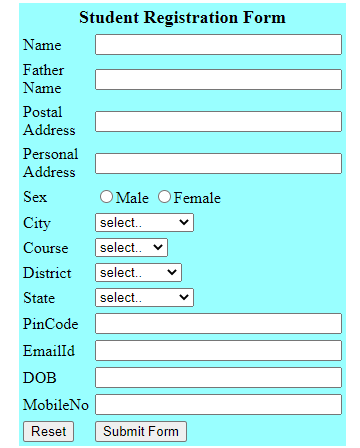 Student Registration Form
Name
Father
Name
Postal
Address
Personal
Address
Sex Male Female
City select..
Course select..
District select..
State select..
PinCode
EmailId
DOB
MobileNo
Reset Submit Form